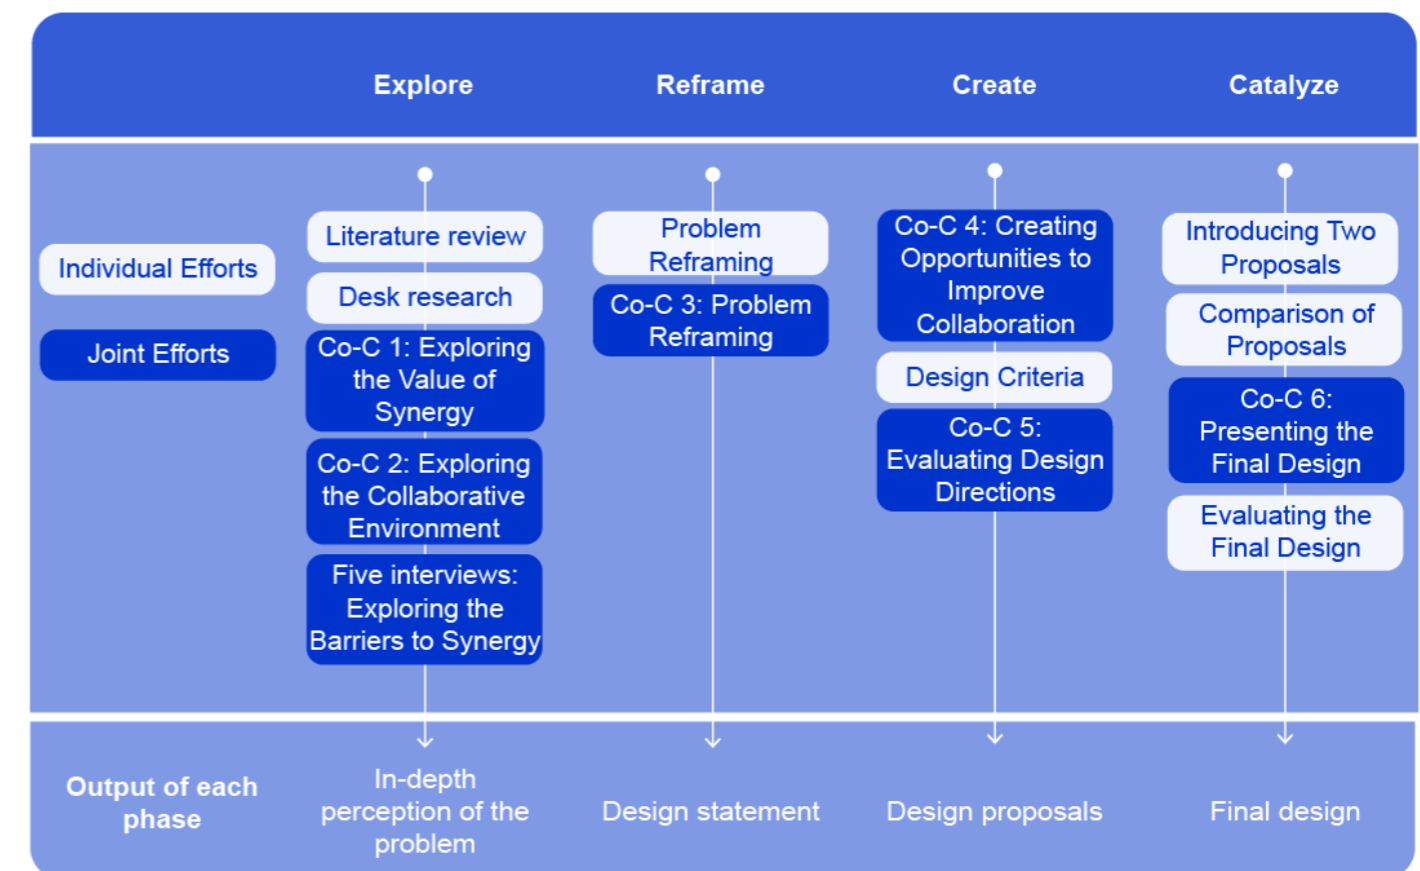 Explore
Reframe
Create
Catalyze
Individual Efforts
Joint Efforts
Literature review
Desk research
Co-C 1: Exploring
the Value of
Synergy
Co-C 2: Exploring
the Collaborative
Environment
Five interviews:
Exploring the
Barriers to Synergy
Problem
Reframing
Co-C 3: Problem
Reframing
Co-C 4: Creating
Opportunities to
Improve
Collaboration
Design Criteria
Co-C 5:
Evaluating Design
Directions
Introducing Two
Proposals
Comparison of
Proposals
Co-C 6:
Presenting the
Final Design
Evaluating the
Final Design
Output of each
phase
In-depth
perception of the
problem
Design statement
Design proposals
Final design